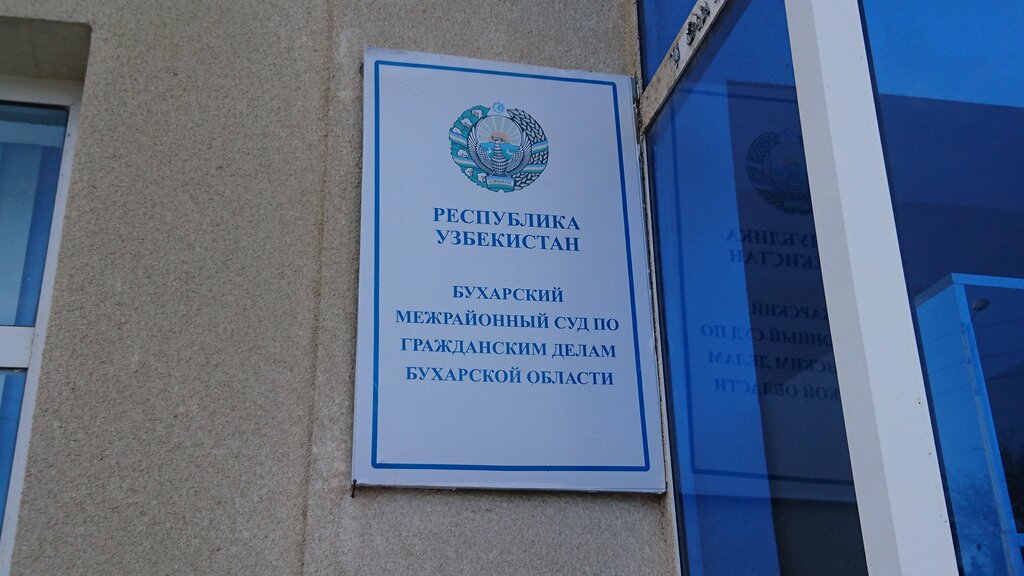 РЕСПУБЛИКА
УЗБЕКИСТАН
БУХАРСКИЙ
МЕЖРАЙОННЫЙ СУД ПО
ГРАЖДАНСКИМ ДЕЛАМ
БУХАРСКОЙ ОБЛАСТИ